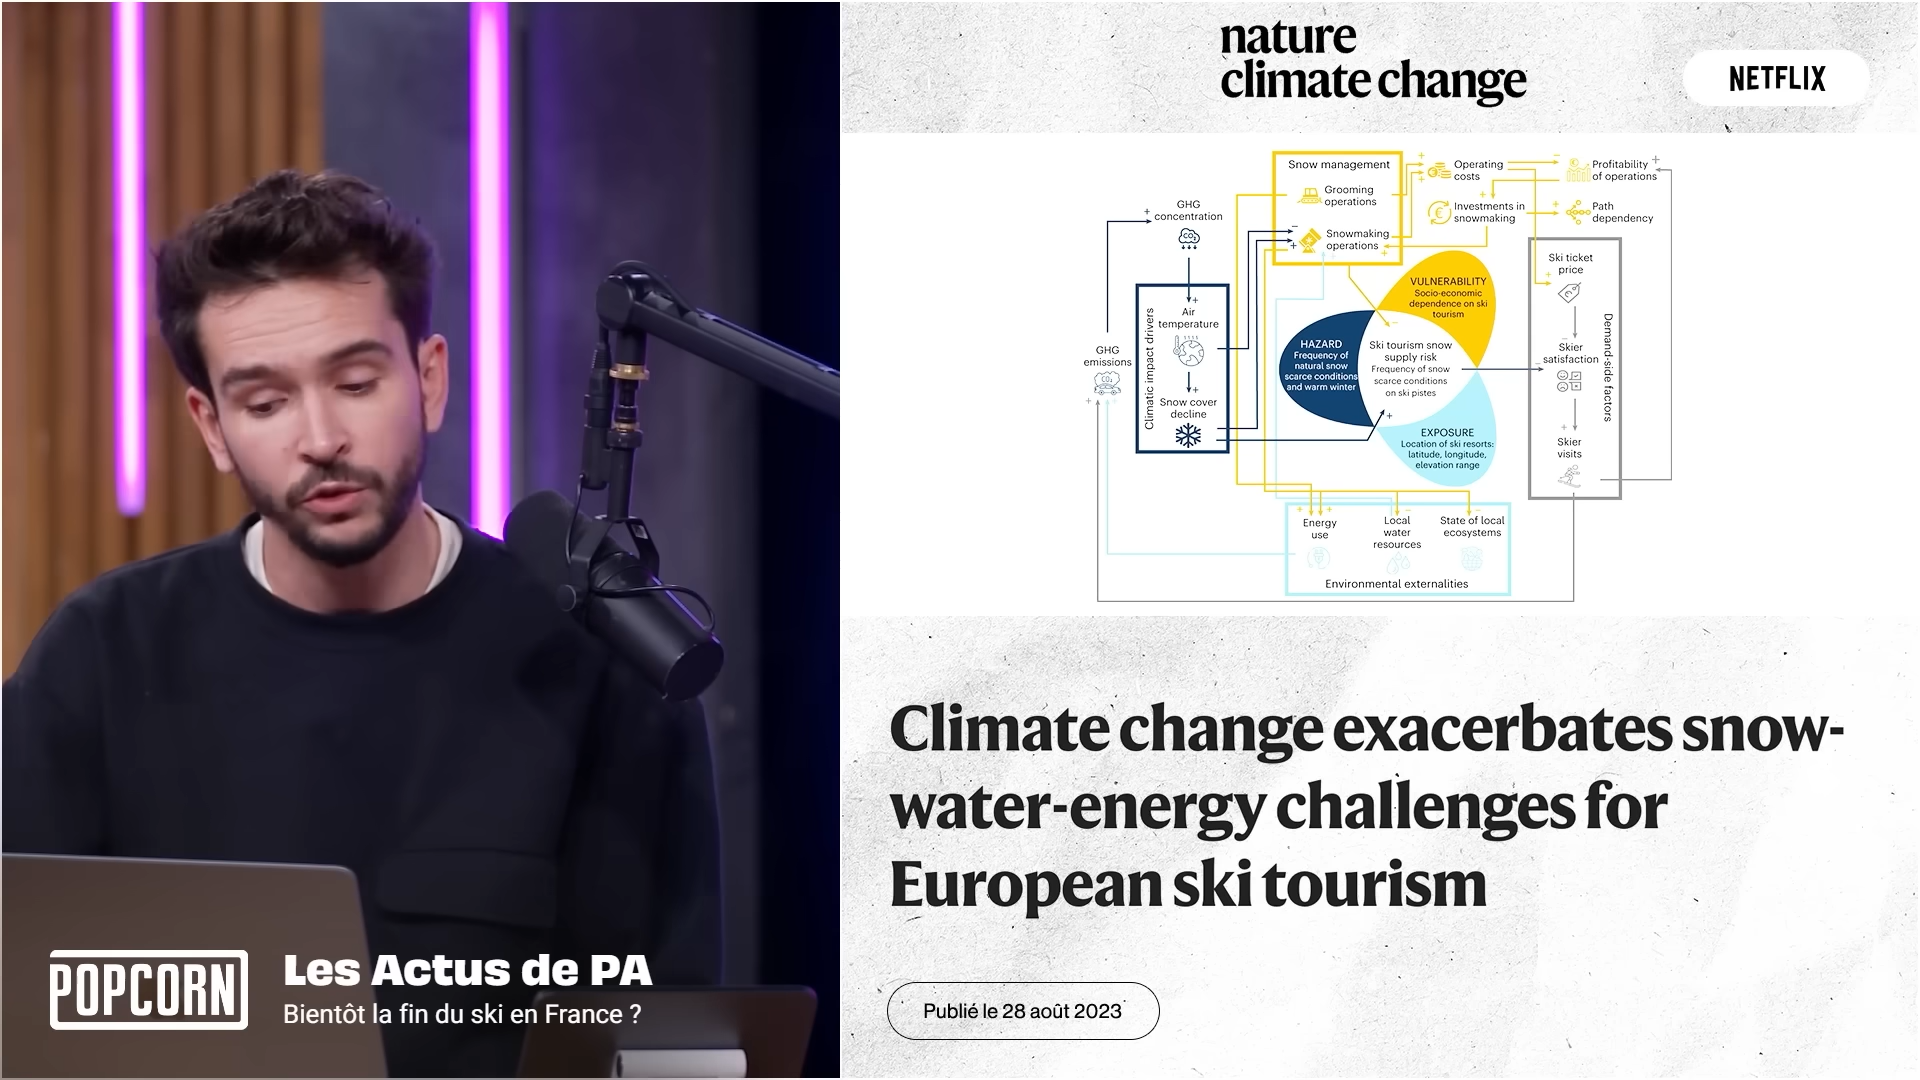 nature
climate change
NETFLIX
Snow management
Grooming
operations
Snowmaking
operations
Operating
costs
Profitability
of operations
Investments in
snowmaking
Path
dependency
GHG
concentration
CO₂
Climatic impact drivers
Air
temperature
Snow cover
decline
GHG
emissions
CO₂
VULNERABILITY
Socio-economic
dependence on ski
tourism
HAZARD
Frequency of
natural snow
scarce conditions
and warm winter
Ski tourism snow
supply risk
Frequency of snow
scarce conditions
on ski pistes
EXPOSURE
Location of ski resorts:
latitude, longitude,
elevation range
Ski ticket
price
Skier
satisfaction
Skier
visits
Demand-side factors
Energy
use
Local
water
resources
State of local
ecosystems
Environmental externalities
Climate change exacerbates snow-
water-energy challenges for
European ski tourism
Publié le 28 août 2023
POPCORN
Les Actus de PA
Bientôt la fin du ski en France ?